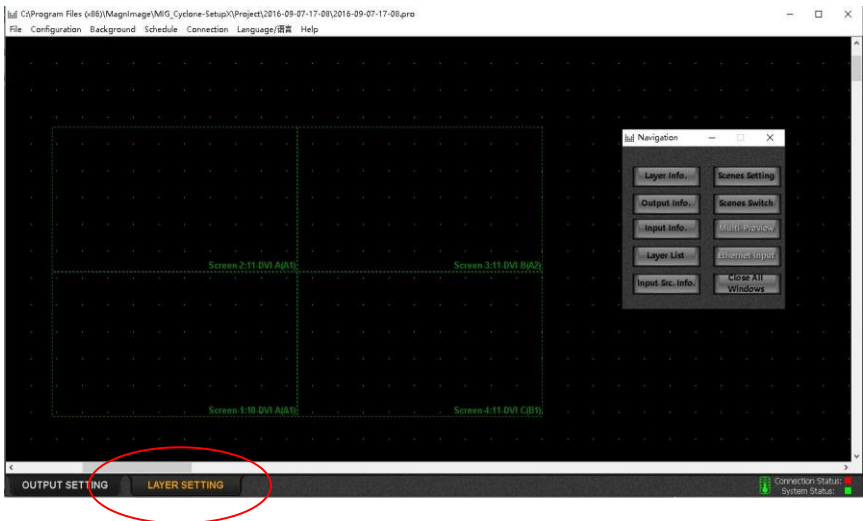 C:\Program Files (x86)\MagnImage\MIG_Cyclone-SetupX\Project\2016-09-07-17-08\2016-09-07-17-08.pro
File Configuration Background Schedule Connection Language/语言 Help
Navigation
Layer Info. Scenes Setting
Output Info. Scenes Switch
Input Info. Multi-Preview
Layer List Ethernet Input
Input Src. Info. Close All Windows
Screen-2:11-DVI A(A1) Screen-3:11-DVI B(A2)
Screen-1:10-DVI A(A1) Screen-4:11-DVI C(B1)
OUTPUT SETTING LAYER SETTING
Connection Status:
System Status: